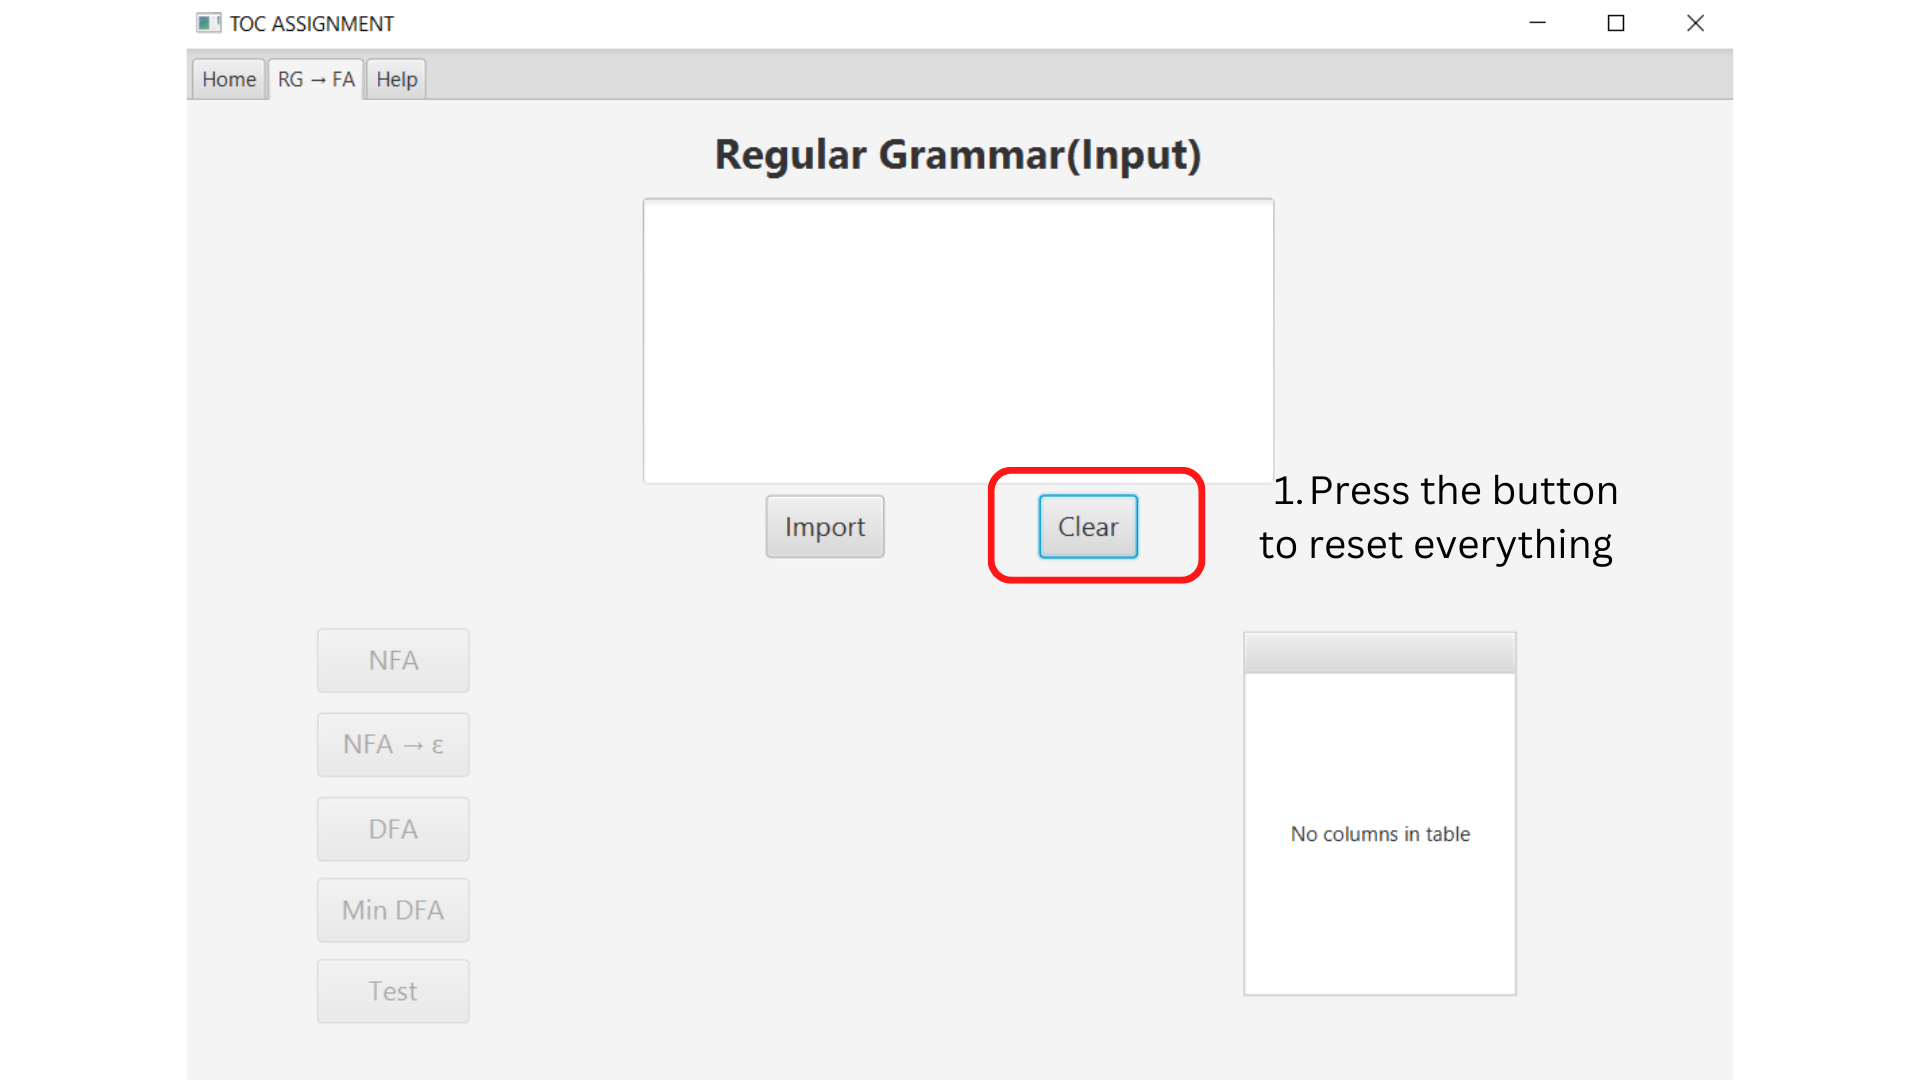 TOC ASSIGNMENT
Home RG → FA Help
Regular Grammar(Input)
Import Clear
1. Press the button
to reset everything
NFA
NFA → ε
DFA
Min DFA
Test
No columns in table